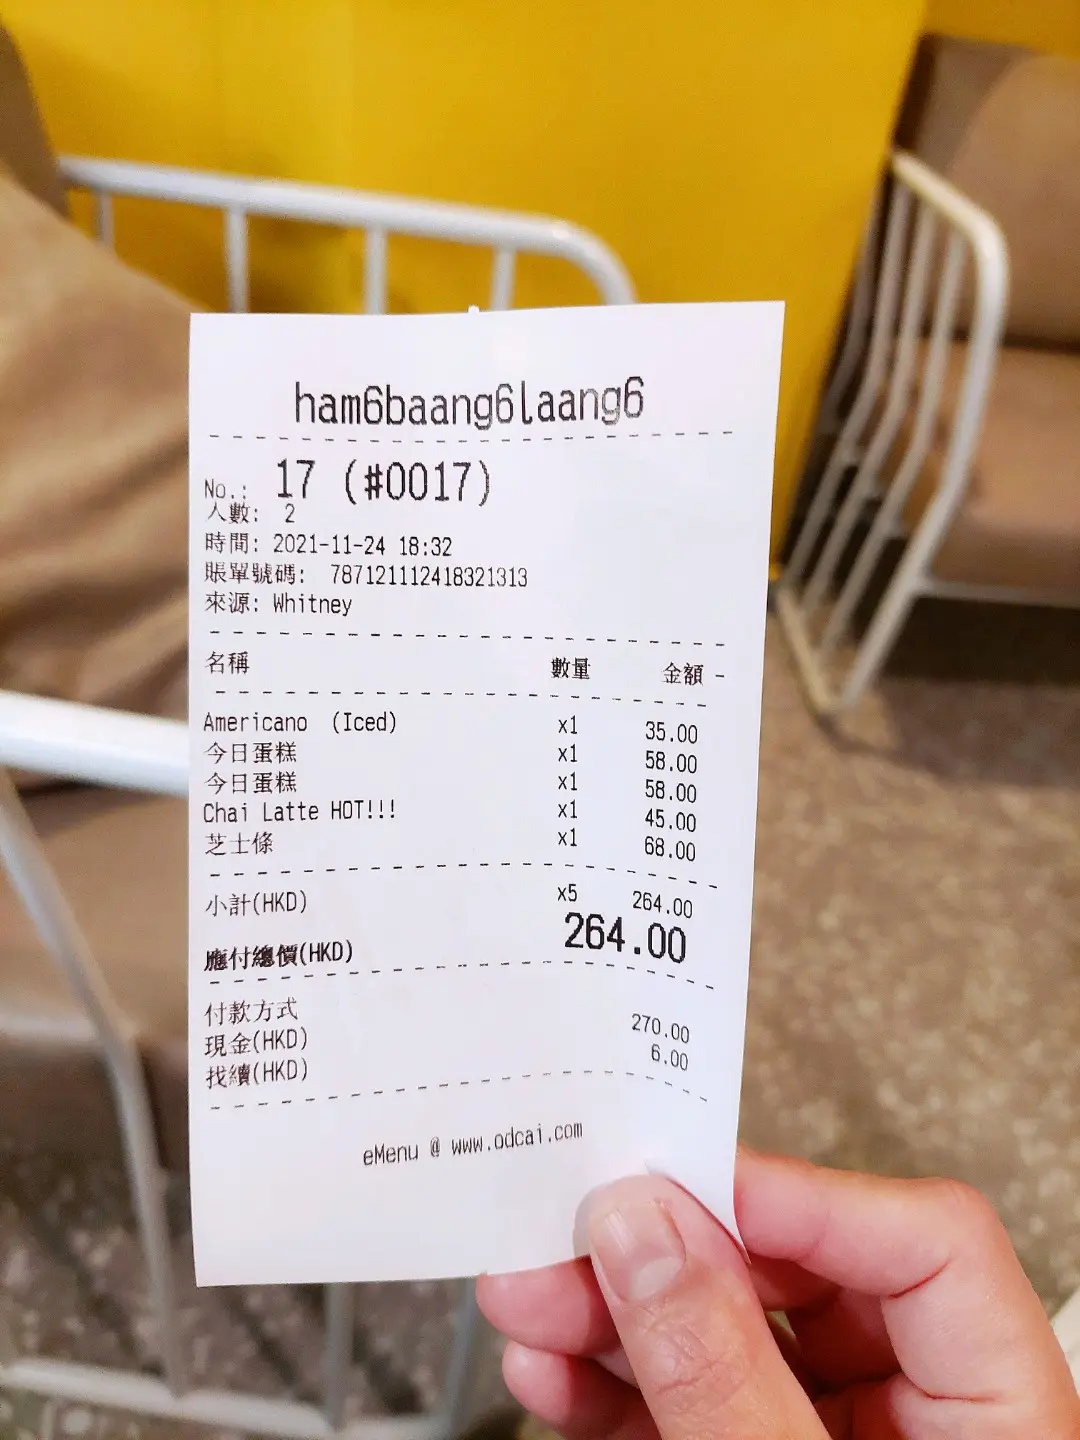 ham6baang6laang6
No.: 17 (#0017)
人數: 2
時間: 2021-11-24 18:32
賬單號碼: 787121112418321313
來源: Whitney
名稱 數量 金額
Americano (Iced) x1 35.00
今日蛋糕 x1 58.00
今日蛋糕 x1 58.00
Chai Latte HOT!!! x1 45.00
芝士條 x1 68.00
小計(HKD) x5 264.00
應付總價(HKD) 264.00
付款方式
現金(HKD) 270.00
找續(HKD) 6.00
eMenu @ www.odcai.com